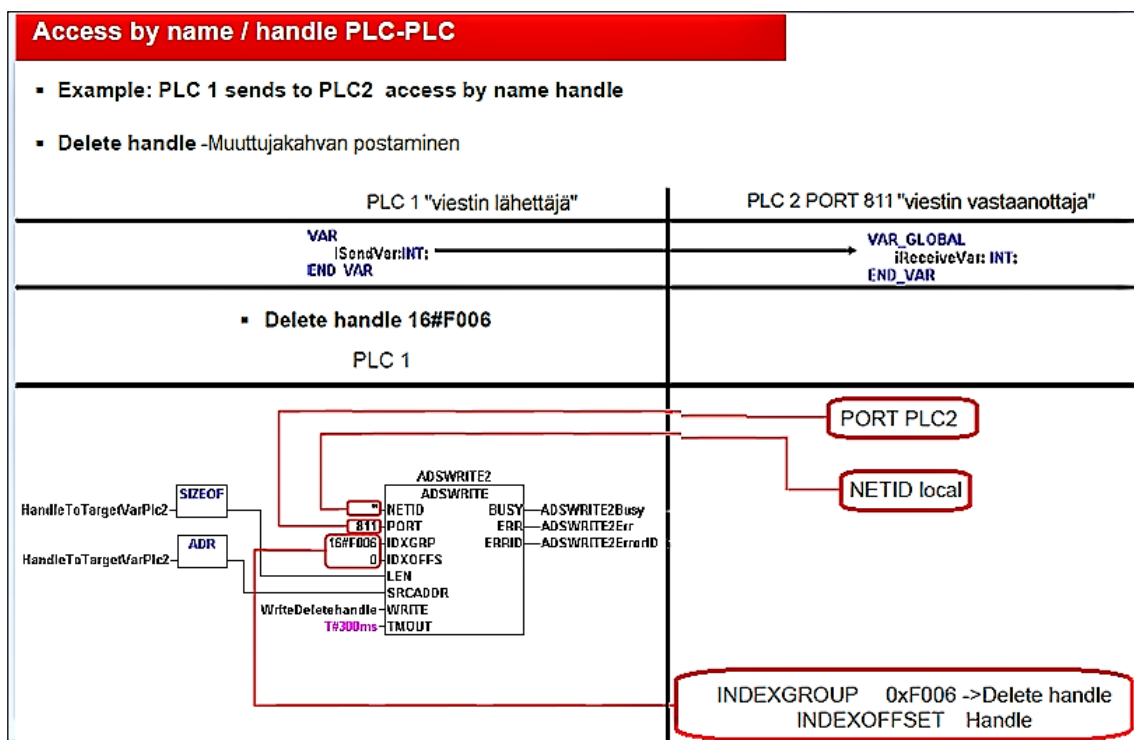 Access by name / handle PLC-PLC
▪ Example: PLC 1 sends to PLC2 access by name handle
▪ Delete handle -Muuttujakahvan postaminen
PLC 1 "viestin lähettäjä"
PLC 2 PORT 811 "viestin vastaanottaja"
VAR
ISendVar:INT;
END_VAR
VAR_GLOBAL
iReceiveVar: INT;
END_VAR
▪ Delete handle 16#F006
PLC 1
PORT PLC2
NETID local
ADSWRITE2
ADSWRITE
SIZEOF
HandleToTargetVarPlc2
ADR
HandleToTargetVarPlc2
'' NETID BUSY ADSWRITE2Busy
811 PORT ERR ADSWRITE2Err
16#F006 IDXGRP ERRID ADSWRITE2ErrorID
0 IDXOFFS
LEN
SRCADDR
WriteDeletehandle WRITE
T#300ms TMOUT
INDEXGROUP 0xF006 ->Delete handle
INDEXOFFSET Handle